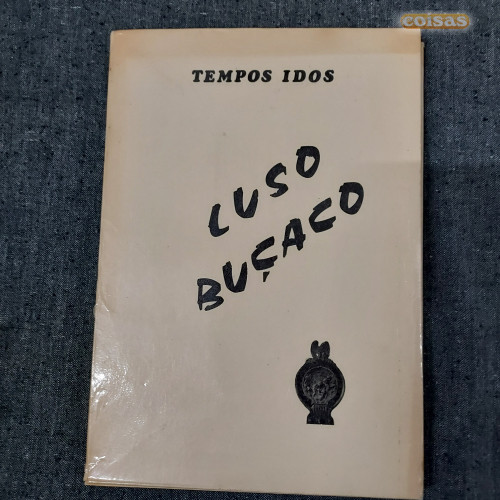 coisas
TEMPOS IDOS
LUSO
BUÇACO